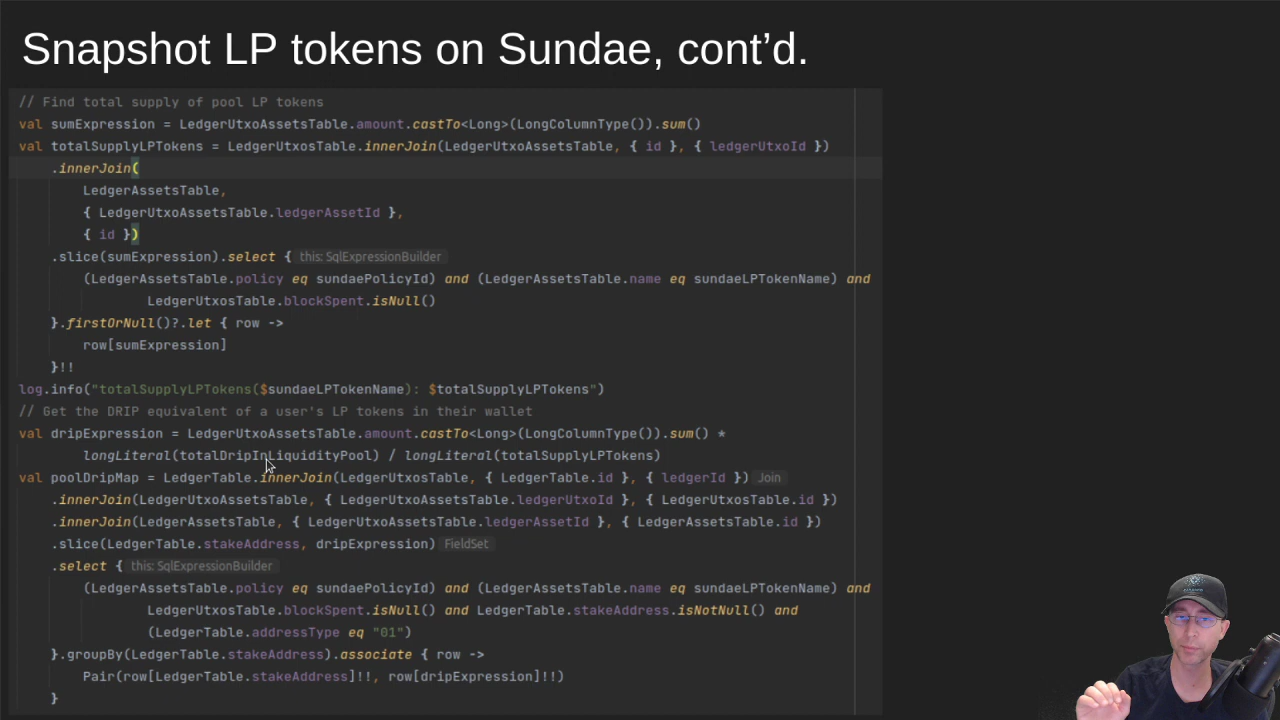 Snapshot LP tokens on Sundae, cont’d.
// Find total supply of pool LP tokens
val sumExpression = LedgerUtxoAssetsTable.amount.castTo<Long>(LongColumnType()).sum()
val totalSupplyLPTokens = LedgerUtxosTable.innerJoin(LedgerUtxoAssetsTable, { id }, { ledgerUtxoId })
.innerJoin(
LedgerAssetsTable,
{ LedgerUtxoAssetsTable.ledgerAssetId },
{ id })
.slice(sumExpression).select { this: SqlExpressionBuilder
(LedgerAssetsTable.policy eq sundaePolicyId) and (LedgerAssetsTable.name eq sundaeLPTokenName) and
LedgerUtxosTable.blockSpent.isNull()
}.firstOrNull()?.let { row ->
row[sumExpression]
}!!
log.info("totalSupplyLPTokens($sundaeLPTokenName): $totalSupplyLPTokens")
// Get the DRIP equivalent of a user's LP tokens in their wallet
val dripExpression = LedgerUtxoAssetsTable.amount.castTo<Long>(LongColumnType()).sum() *
longLiteral(totalDripInLiquidityPool) / longLiteral(totalSupplyLPTokens)
val poolDripMap = LedgerTable.innerJoin(LedgerUtxosTable, { LedgerTable.id }, { ledgerId }) Join
.innerJoin(LedgerUtxoAssetsTable, { LedgerUtxoAssetsTable.ledgerUtxoId }, { LedgerUtxosTable.id })
.innerJoin(LedgerAssetsTable, { LedgerUtxoAssetsTable.ledgerAssetId }, { LedgerAssetsTable.id })
.slice(LedgerTable.stakeAddress, dripExpression) FieldSet
.select { this: SqlExpressionBuilder
(LedgerAssetsTable.policy eq sundaePolicyId) and (LedgerAssetsTable.name eq sundaeLPTokenName) and
LedgerUtxosTable.blockSpent.isNull() and LedgerTable.stakeAddress.isNotNull() and
(LedgerTable.addressType eq "01")
}.groupBy(LedgerTable.stakeAddress).associate { row ->
Pair(row[LedgerTable.stakeAddress]!!, row[dripExpression]!!)
}